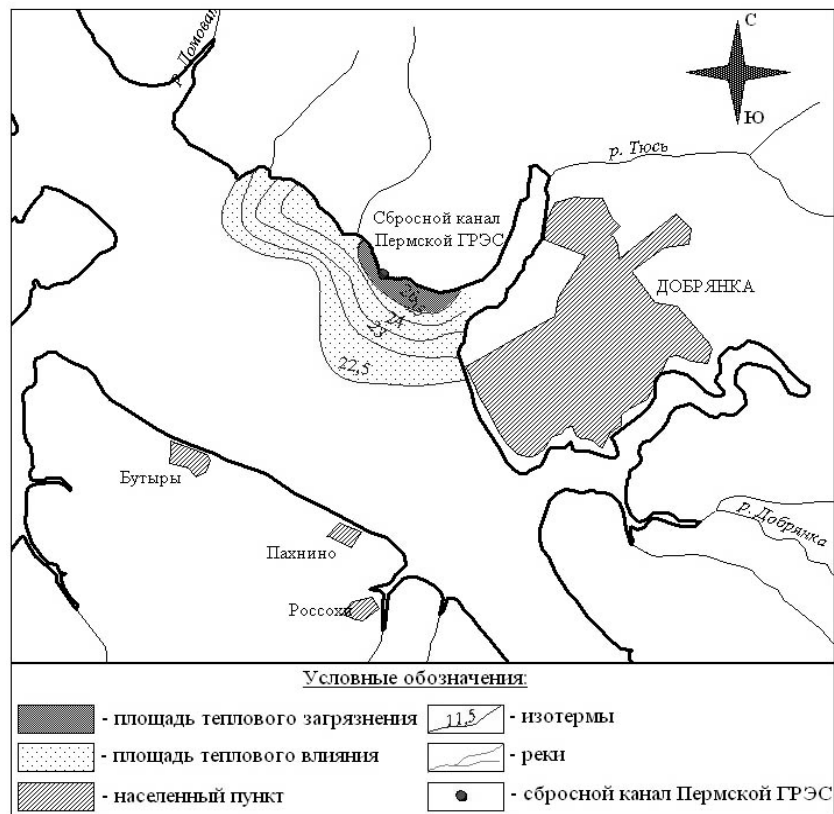 С
р. Домован
Ю
р. Тюсь
Сбросной канал
Пермской ГРЭС
ДОБРЯНКА
24
23
22,5
Бутыры
р. Добрянка
Пахнино
Россохи
Условные обозначения:
- площадь теплового загрязнения
11,5
- изотермы
- площадь теплового влияния
- реки
- населенный пункт
- сбросной канал Пермской ГРЭС